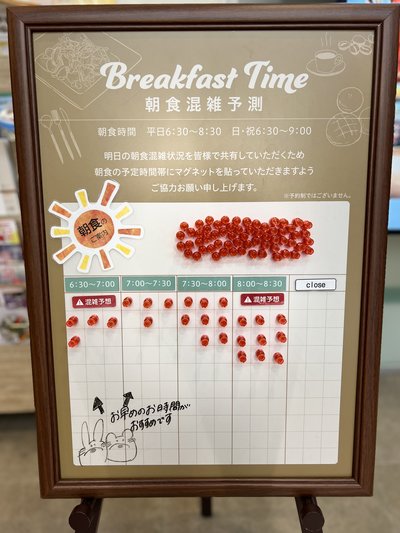 Breakfast Time
朝食混雑予測
朝食時間 平日6:30~8:30 日・祝6:30~9:00
明日の朝食混雑状況を皆様で共有していただくため
朝食の予定時間帯にマグネットを貼っていただきますよう
ご協力お願い申し上げます。
※予約制ではございません。
朝食の
ご案内
6:30~7:00 7:00~7:30 7:30~8:00 8:00~8:30 close
混雑予想 混雑予想
お早めのお時間が
おすすめです